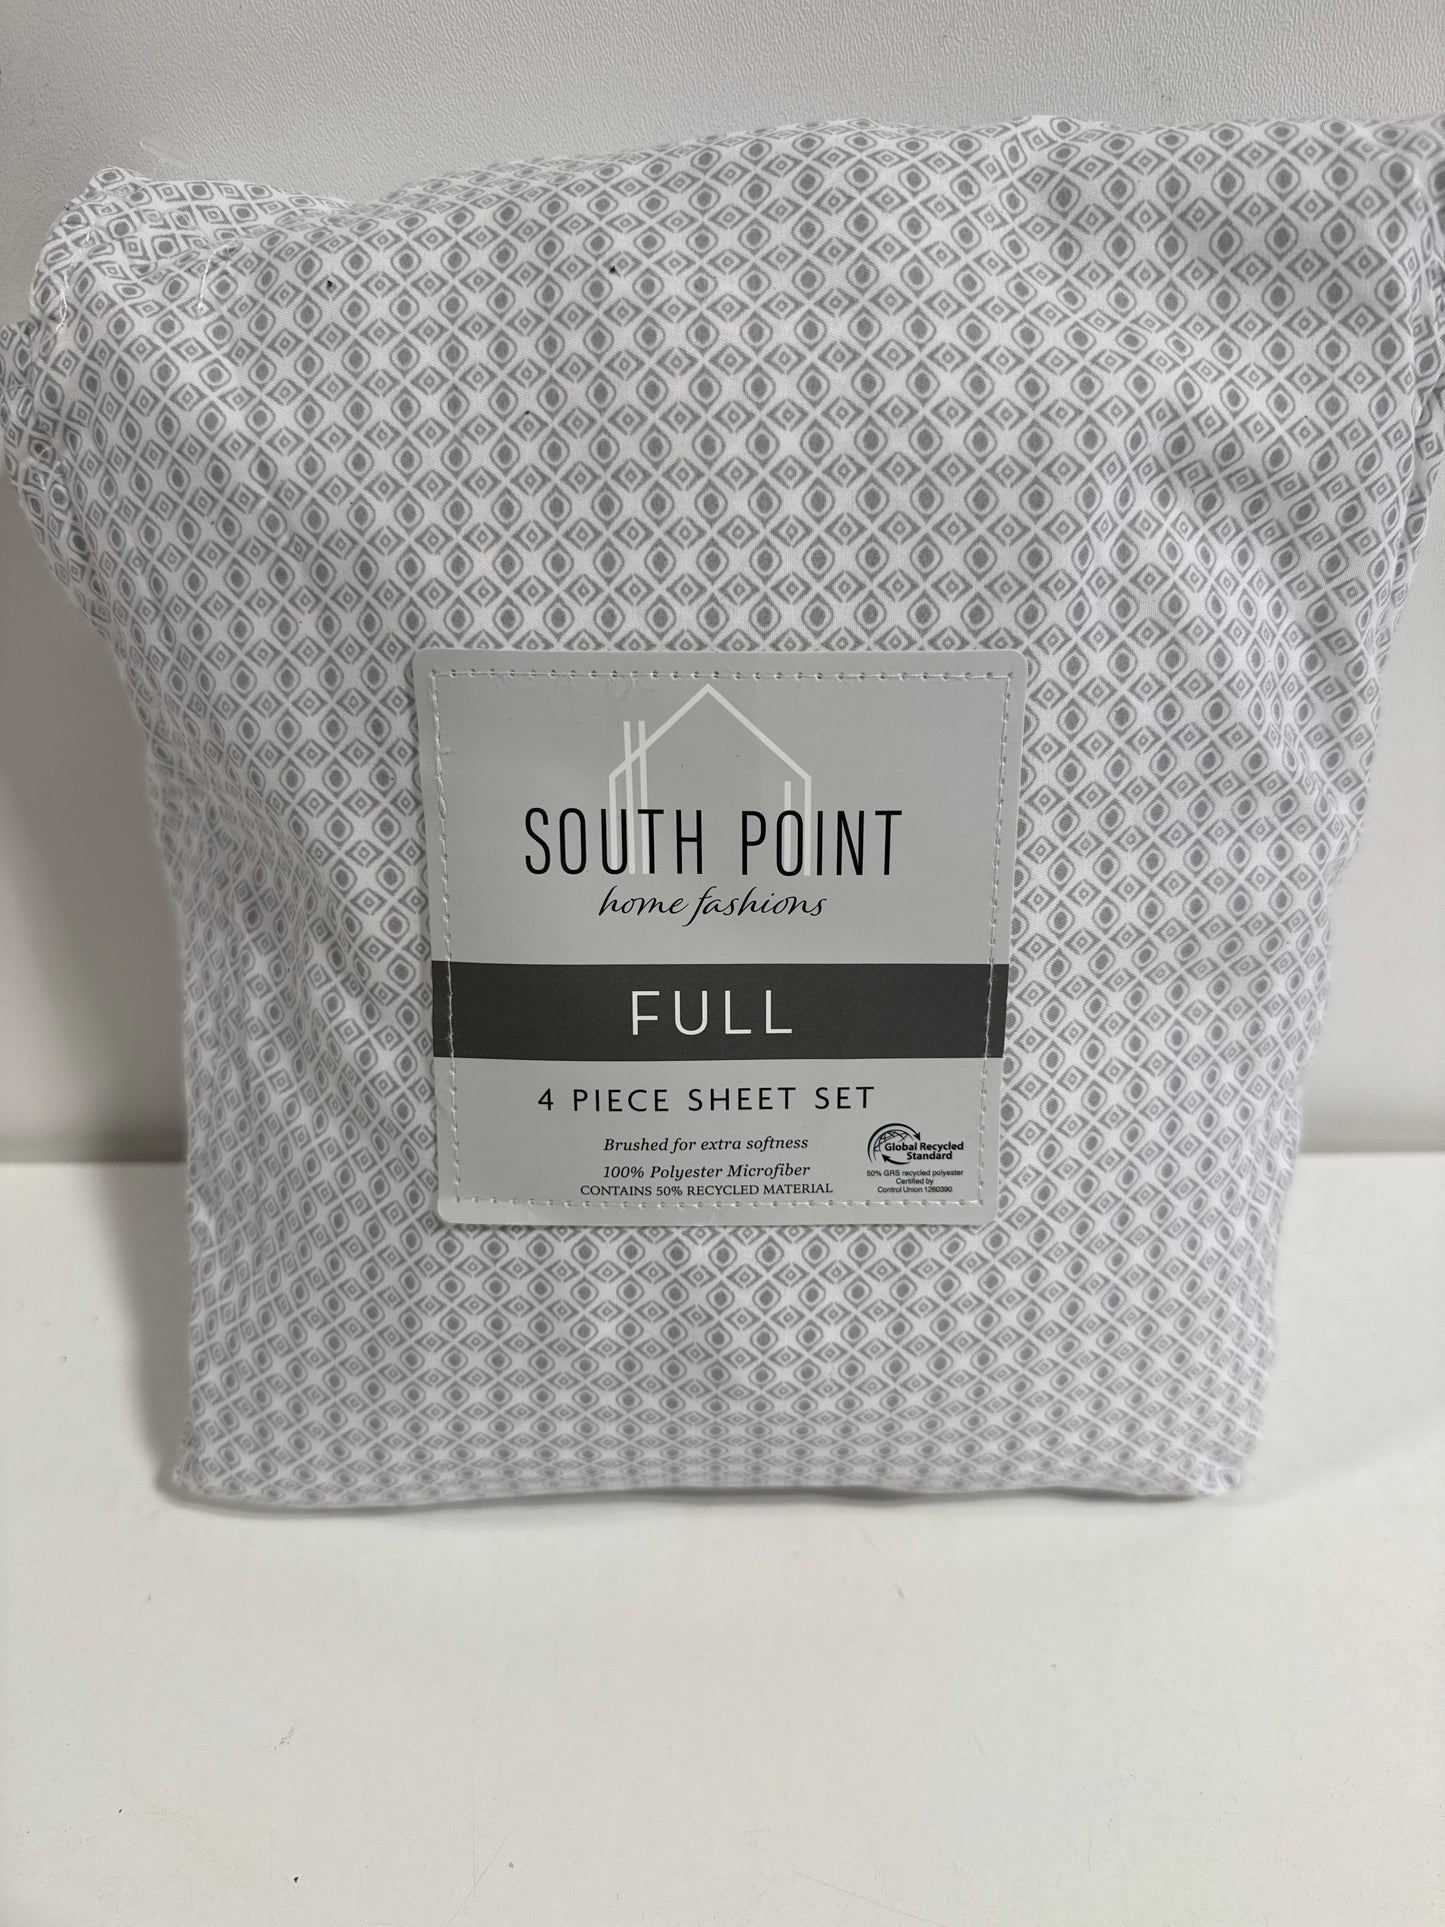 SOUTH POINT
home fashions
FULL
4 PIECE SHEET SET
Brushed for extra softness
100% Polyester Microfiber
CONTAINS 50% RECYCLED MATERIAL
Global Recycled
Standard
50% GRS recycled polyester
Certified by
Control Union 1260390